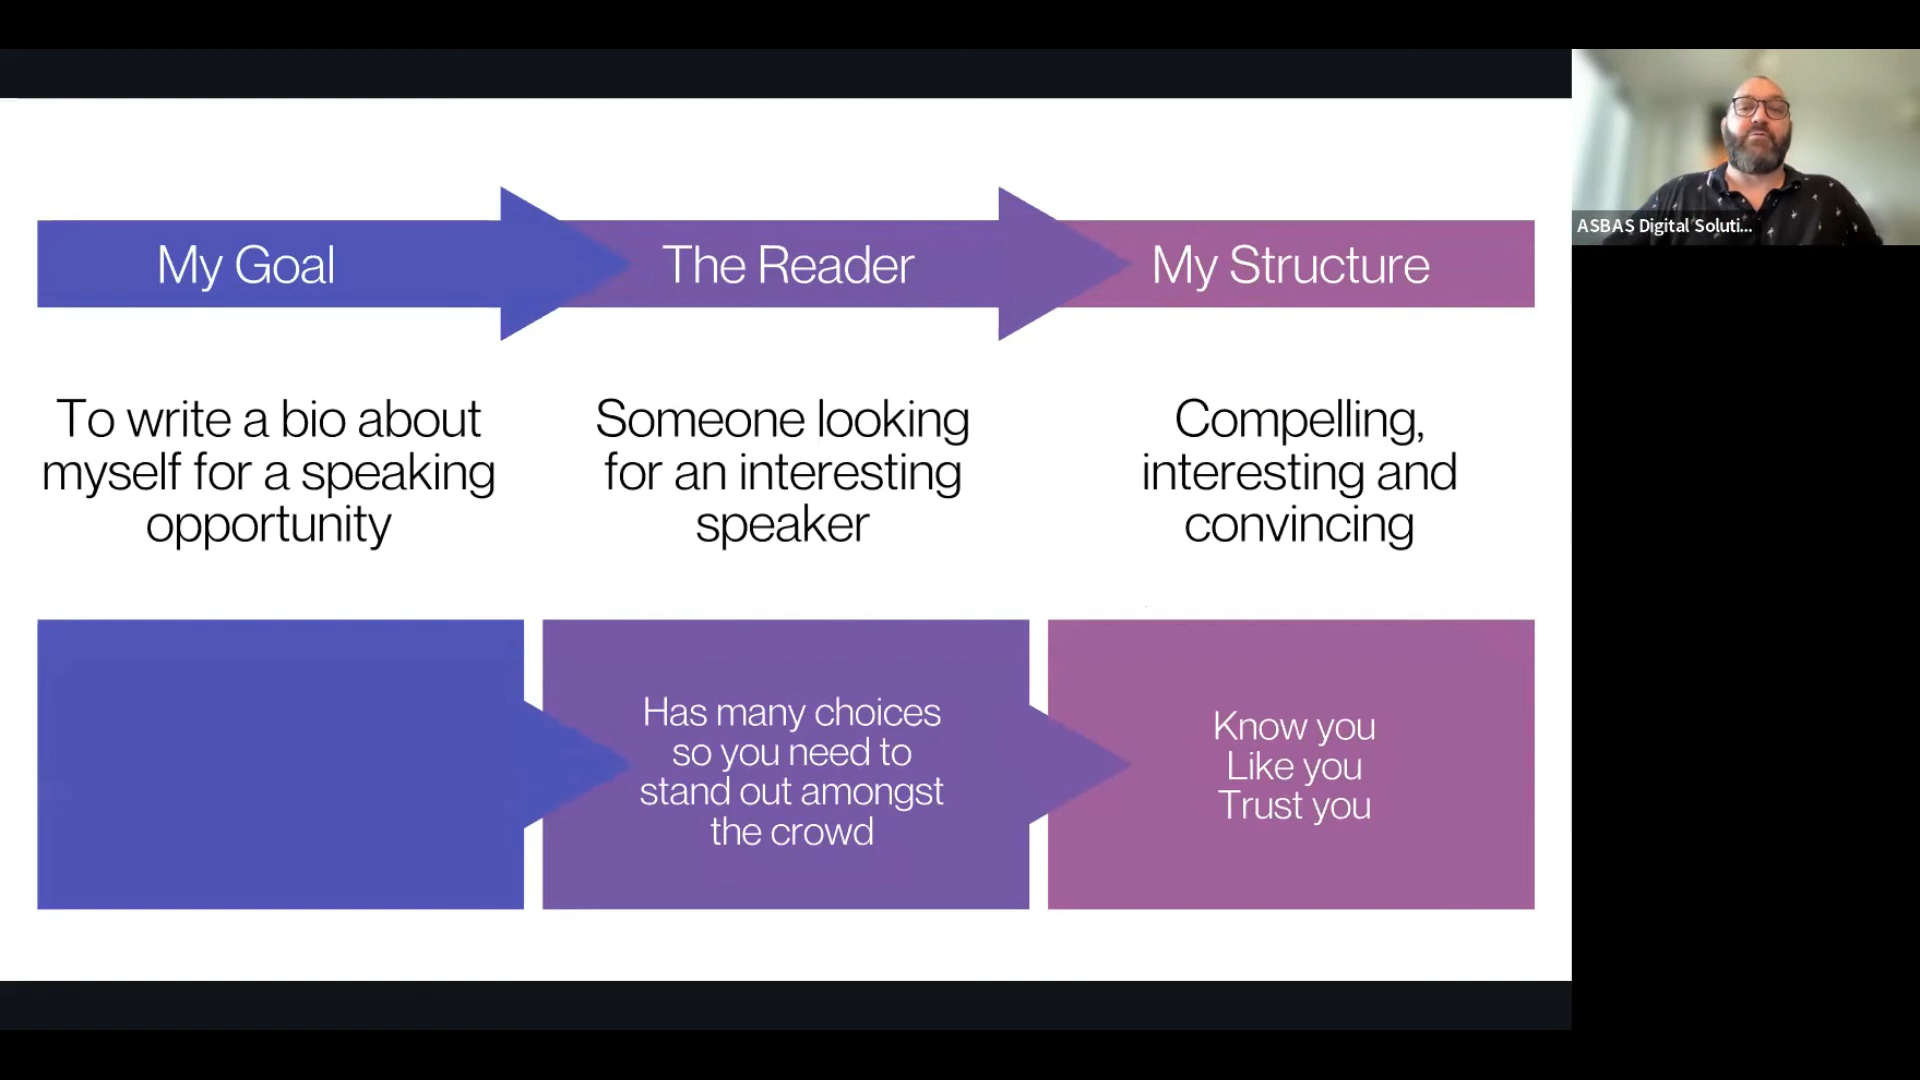 My Goal
The Reader
My Structure
To write a bio about
myself for a speaking
opportunity
Someone looking
for an interesting
speaker
Compelling,
interesting and
convincing
Has many choices
so you need to
stand out amongst
the crowd
Know you
Like you
Trust you
ASBAS Digital Soluti...